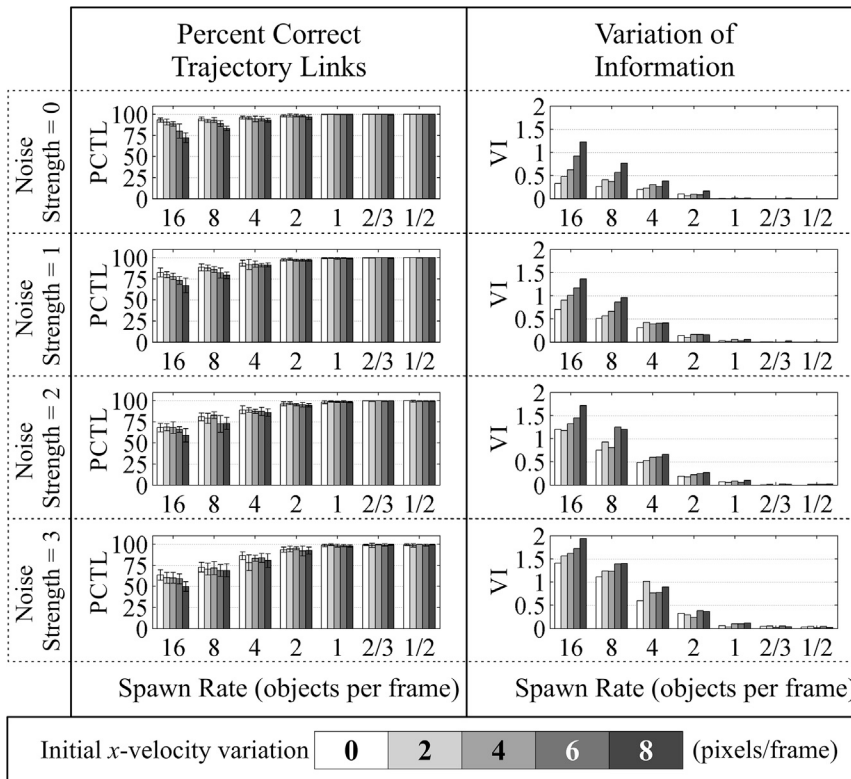 Percent Correct
Trajectory Links
Variation of
Information
Noise
Strength = 0
PCTL
100
75
50
25
0
16 8 4 2 1 2/3 1/2
VI
2
1.5
1
0.5
0
16 8 4 2 1 2/3 1/2
Noise
Strength = 1
PCTL
100
75
50
25
0
16 8 4 2 1 2/3 1/2
VI
2
1.5
1
0.5
0
16 8 4 2 1 2/3 1/2
Noise
Strength = 2
PCTL
100
75
50
25
0
16 8 4 2 1 2/3 1/2
VI
2
1.5
1
0.5
0
16 8 4 2 1 2/3 1/2
Noise
Strength = 3
PCTL
100
75
50
25
0
16 8 4 2 1 2/3 1/2
VI
2
1.5
1
0.5
0
16 8 4 2 1 2/3 1/2
Spawn Rate (objects per frame)
Spawn Rate (objects per frame)
Initial x-velocity variation 0 2 4 6 8 (pixels/frame)